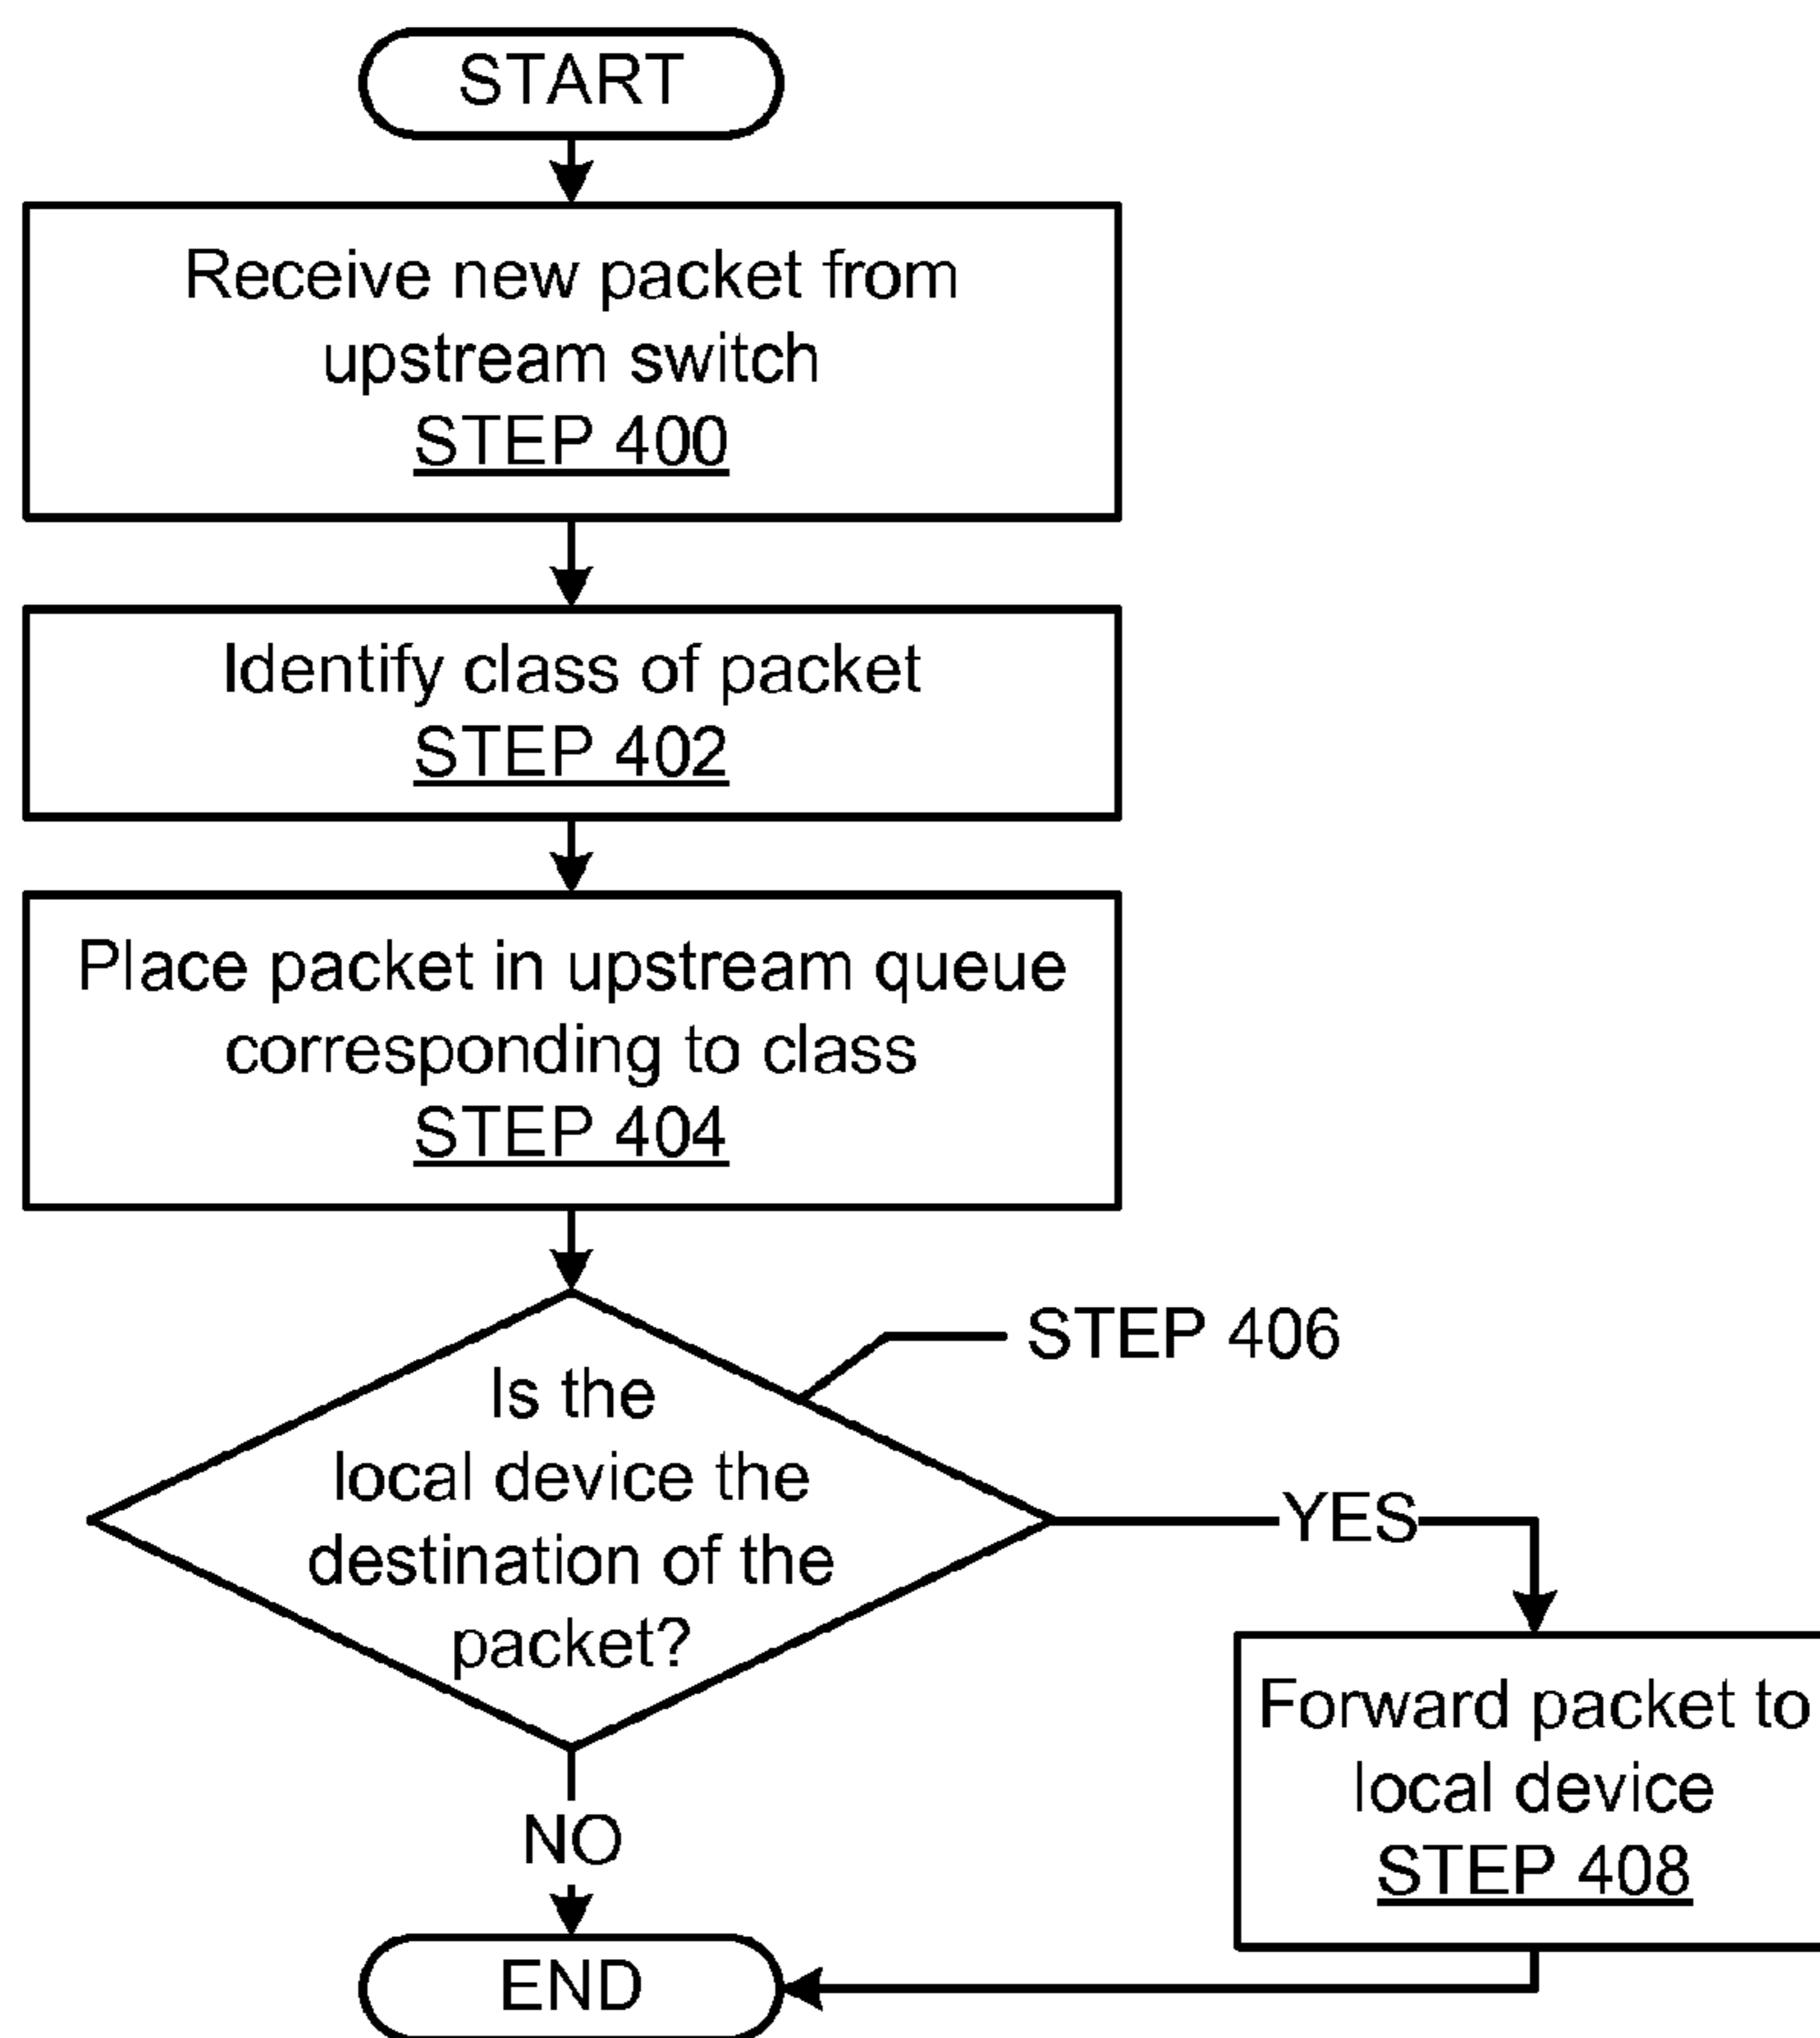 START
Receive new packet from
upstream switch
STEP 400
Identify class of packet
STEP 402
Place packet in upstream queue
corresponding to class
STEP 404
STEP 406
Is the
local device the
destination of the
packet?
YES
Forward packet to
local device
STEP 408
NO
END